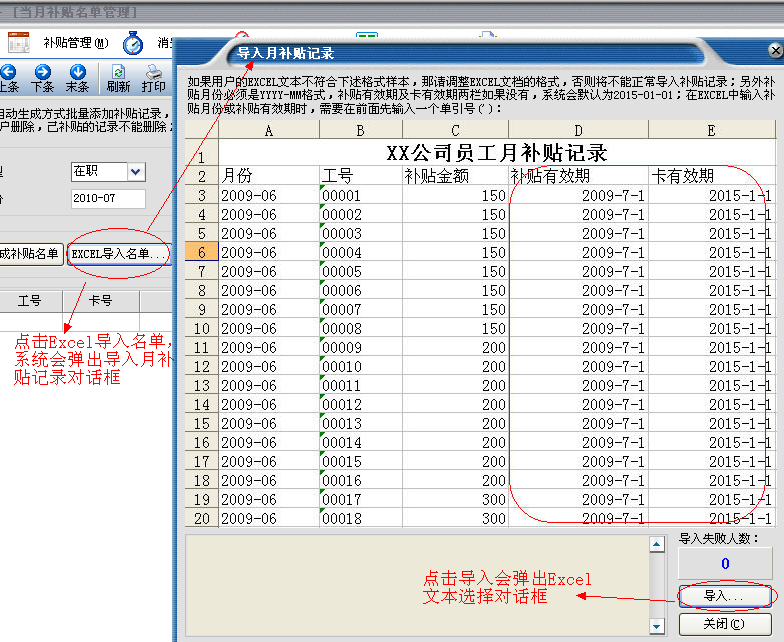 [当月补贴名单管理]
补贴管理(M)
消
上条
下条
末条
刷新
打印
自动生成方式批量添加补贴记录，
户删除，已补贴的记录不能删除；
在职
2010-07
成补贴名单
EXCEL导入名单...
工号
卡号
点击Excel导入名单，
系统会弹出导入月补
贴记录对话框
导入月补贴记录
如果用户的EXCEL文本不符合下述格式样本，那请调整EXCEL文档的格式，否则将不能正常导入补贴记录；另外补
贴月份必须是YYYY-MM格式，补贴有效期及卡有效期两栏如果没有，系统会默认为2015-01-01；在EXCEL中输入补
贴月份或补贴有效期时，需要在前面先输入一个单引号(')：
A B C D E
1 XX公司员工月补贴记录
2 月份 工号 补贴金额 补贴有效期 卡有效期
3 2009-06 00001 150 2009-7-1 2015-1-1
4 2009-06 00002 150 2009-7-1 2015-1-1
5 2009-06 00003 150 2009-7-1 2015-1-1
6 2009-06 00004 150 2009-7-1 2015-1-1
7 2009-06 00005 150 2009-7-1 2015-1-1
8 2009-06 00006 150 2009-7-1 2015-1-1
9 2009-06 00007 150 2009-7-1 2015-1-1
10 2009-06 00008 150 2009-7-1 2015-1-1
11 2009-06 00009 200 2009-7-1 2015-1-1
12 2009-06 00010 200 2009-7-1 2015-1-1
13 2009-06 00011 200 2009-7-1 2015-1-1
14 2009-06 00012 200 2009-7-1 2015-1-1
15 2009-06 00013 200 2009-7-1 2015-1-1
16 2009-06 00014 200 2009-7-1 2015-1-1
17 2009-06 00015 200 2009-7-1 2015-1-1
18 2009-06 00016 200 2009-7-1 2015-1-1
19 2009-06 00017 300 2009-7-1 2015-1-1
20 2009-06 00018 300 2009-7-1 2015-1-1
导入失败人数：
0
点击导入会弹出Excel
文本选择对话框
导入...
关闭(C)